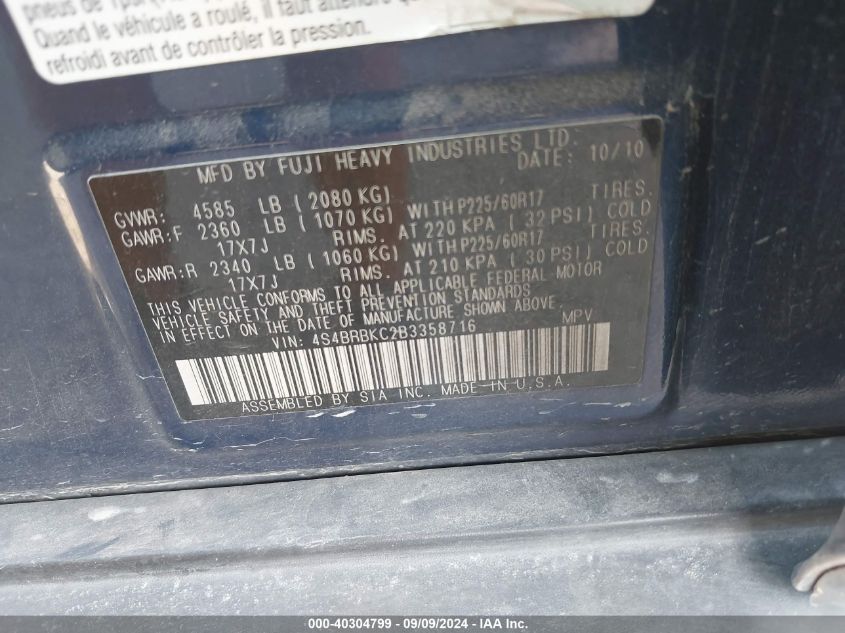 pneus de
Quand le véhicule a roulé, il faut attendre
refroidi avant de contrôler la pression.
MFD BY FUJI HEAVY INDUSTRIES LTD.
DATE: 10/10
GVWR: 4585 LB ( 2080 KG)
GAWR:F 2360 LB ( 1070 KG) WITH P225/60R17 TIRES.
17X7J RIMS. AT 220 KPA ( 32 PSI) COLD
GAWR:R 2340 LB ( 1060 KG) WITH P225/60R17 TIRES.
17X7J RIMS. AT 210 KPA ( 30 PSI) COLD
THIS VEHICLE CONFORMS TO ALL APPLICABLE FEDERAL MOTOR
VEHICLE SAFETY AND THEFT PREVENTION STANDARDS
IN EFFECT ON THE DATE OF MANUFACTURE SHOWN ABOVE.
VIN: 4S4BRBKC2B3358716 MPV
ASSEMBLED BY SIA INC. MADE IN U.S.A.
000-40304799 - 09/09/2024 - IAA Inc.